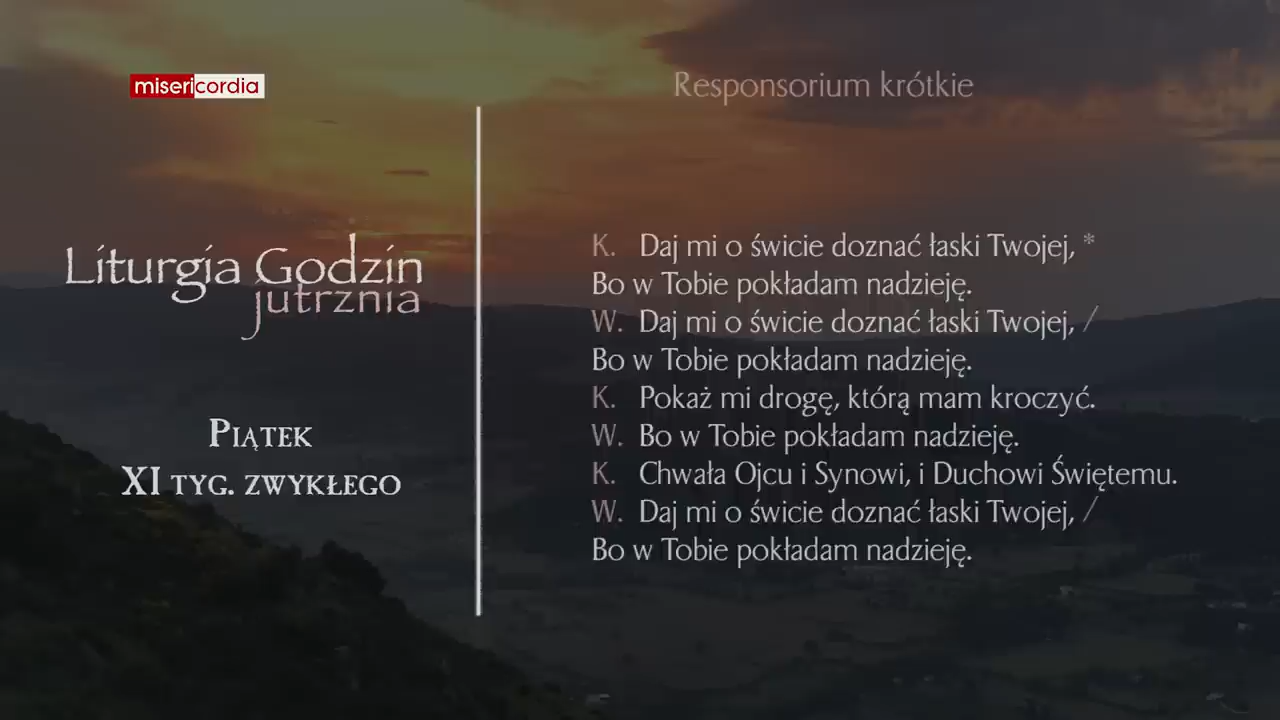 misericordia
Liturgia Godzin
jutrznia
Piątek
XI tyg. zwykłego
Responsorium krótkie
K. Daj mi o świcie doznać łaski Twojej, *
Bo w Tobie pokładam nadzieję.
W. Daj mi o świcie doznać łaski Twojej, /
Bo w Tobie pokładam nadzieję.
K. Pokaż mi drogę, którą mam kroczyć.
W. Bo w Tobie pokładam nadzieję.
K. Chwała Ojcu i Synowi, i Duchowi Świętemu.
W. Daj mi o świcie doznać łaski Twojej, /
Bo w Tobie pokładam nadzieję.